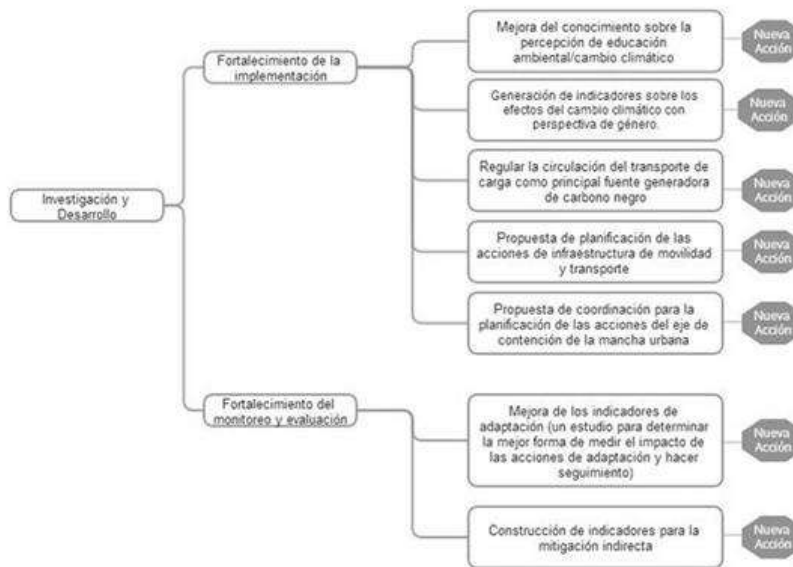 Investigación y
Desarrollo
Fortalecimiento de la
implementación
Mejora del conocimiento sobre la
percepción de educación
ambiental/cambio climático
Nueva
Acción
Generación de indicadores sobre los
efectos del cambio climático con
perspectiva de género.
Nueva
Acción
Regular la circulación del transporte de
carga como principal fuente generadora
de carbono negro
Nueva
Acción
Propuesta de planificación de las
acciones de infraestructura de movilidad
y transporte
Nueva
Acción
Propuesta de coordinación para la
planificación de las acciones del eje de
contención de la mancha urbana
Nueva
Acción
Fortalecimiento del
monitoreo y evaluación
Mejora de los indicadores de
adaptación (un estudio para determinar
la mejor forma de medir el impacto de
las acciones de adaptación y hacer
seguimiento)
Nueva
Acción
Construcción de indicadores para la
mitigación indirecta
Nueva
Acción